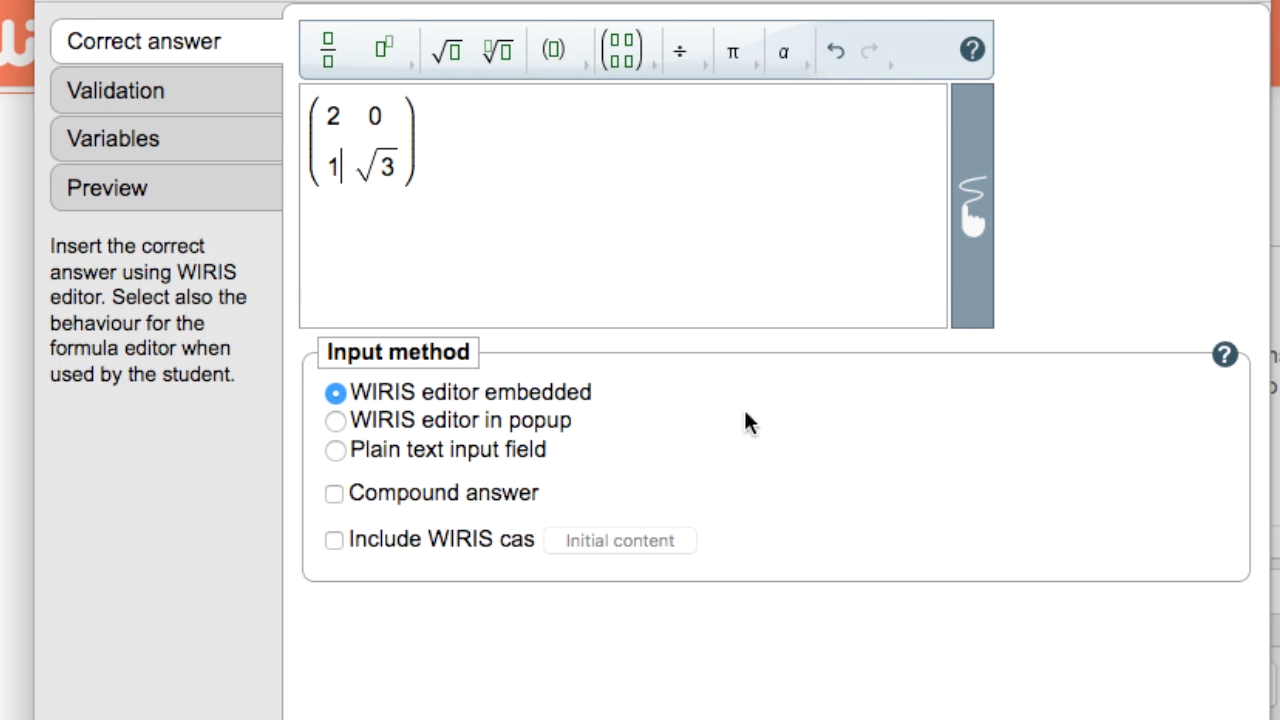 Correct answer
Validation
Variables
Preview
Insert the correct
answer using WIRIS
editor. Select also the
behaviour for the
formula editor when
used by the student.
÷ π α ?
2 0
1 √3
Input method ?
WIRIS editor embedded
WIRIS editor in popup
Plain text input field
Compound answer
Include WIRIS cas Initial content